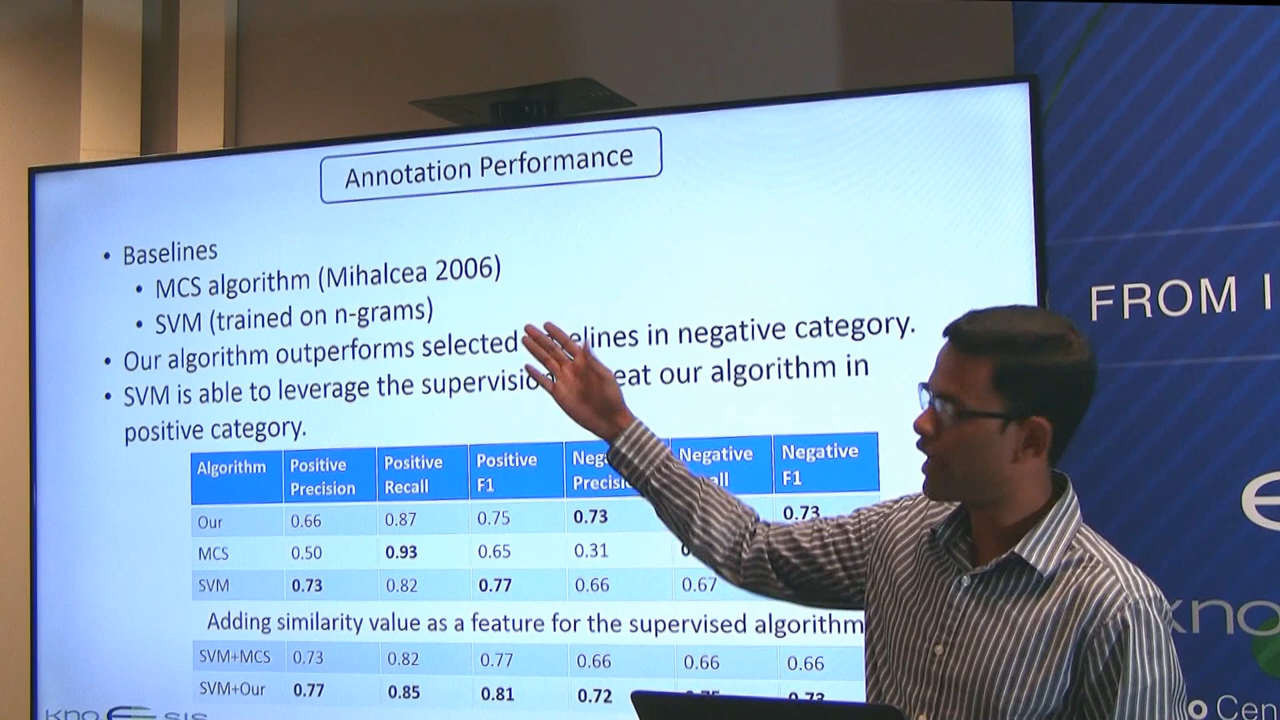 Annotation Performance
• Baselines
• MCS algorithm (Mihalcea 2006)
• SVM (trained on n-grams)
• Our algorithm outperforms selected in negative category.
• SVM is able to leverage the our algorithm in
positive category.
Algorithm Positive Precision Positive Recall Positive F1 Negative Negative F1
Our 0.66 0.87 0.75 0.73 0.73
MCS 0.50 0.93 0.65 0.31
SVM 0.73 0.82 0.77 0.66 0.67
Adding similarity value as a feature for the supervised algorithm
SVM+MCS 0.73 0.82 0.77 0.66 0.66 0.66
SVM+Our 0.77 0.85 0.81 0.72
FROM I
kno
o Cen